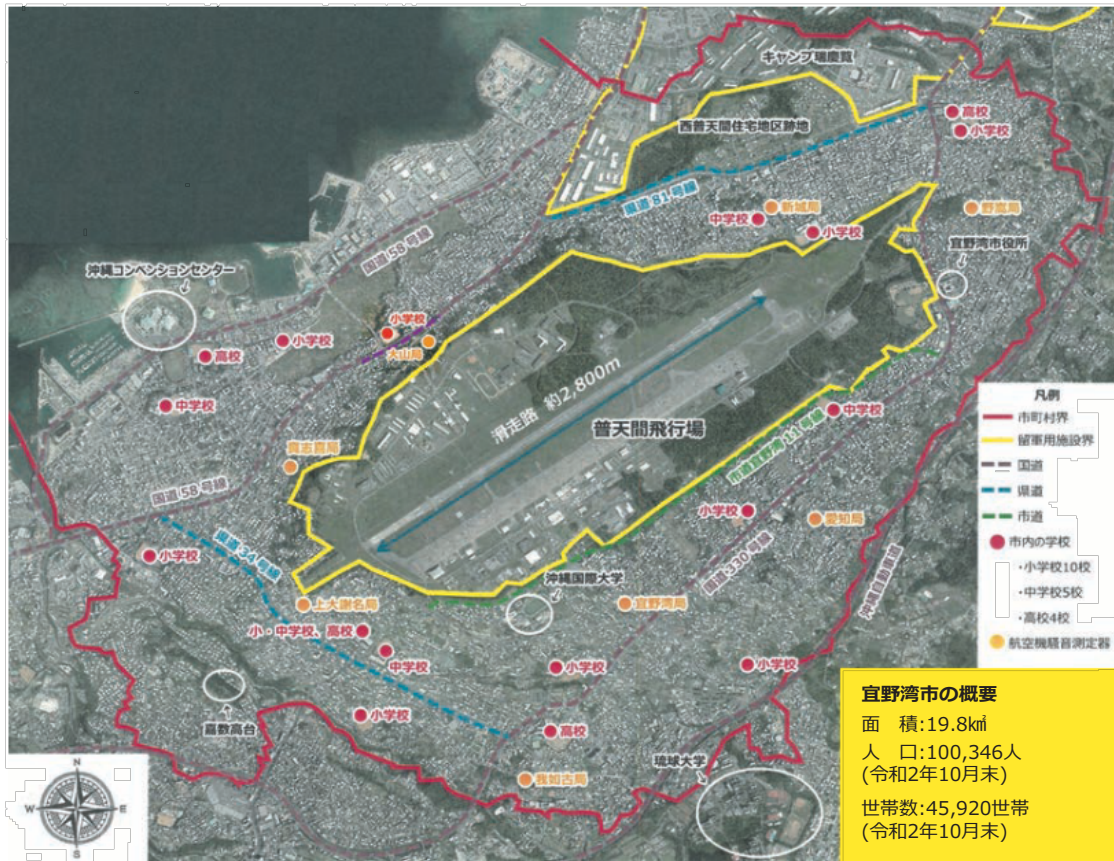 キャンプ瑞慶覧
西普天間住宅地区跡地
高校
小学校
県道81号線
新城局
中学校
小学校
野嵩局
国道58号線
宜野湾市役所
沖縄コンベンションセンター
小学校
大山局
小学校
高校
中学校
滑走路 約2,800m
普天間飛行場
中学校
市道宜野湾11号線
真志喜局
国道58号線
小学校
愛知局
県道34号線
小学校
国道330号線
沖縄自動車道
沖縄国際大学
上大謝名局
宜野湾局
小・中学校、高校
中学校
小学校
小学校
嘉数高台
小学校
高校
琉球大学
我如古局
凡例
市町村界
留軍用施設界
国道
県道
市道
市内の学校
・小学校10校
・中学校5校
・高校4校
航空機騒音測定器
宜野湾市の概要
面 積:19.8㎢
人 口:100,346人
(令和2年10月末)
世帯数:45,920世帯
(令和2年10月末)
N
W
E
S